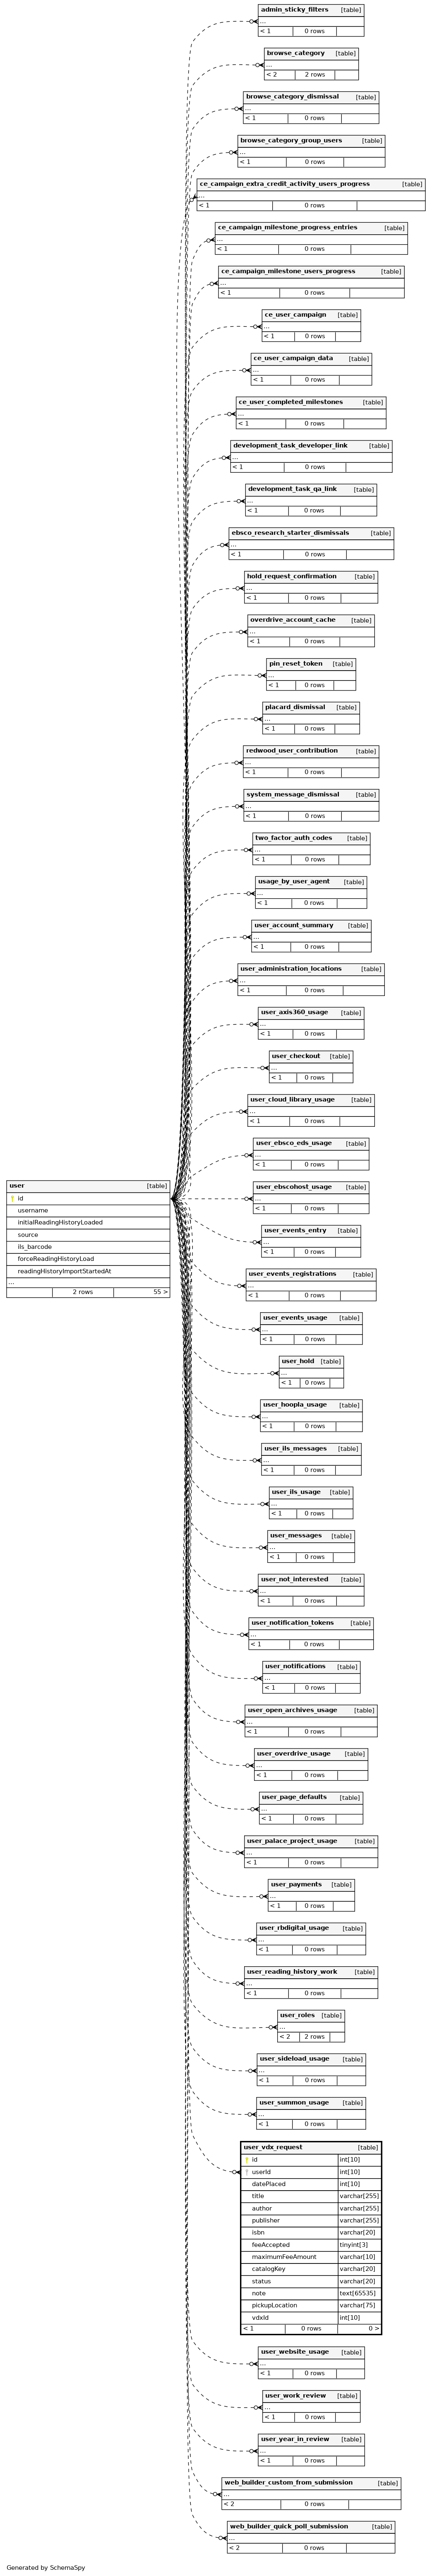 admin_sticky_filters [table]
...
< 1 0 rows
browse_category [table]
...
< 2 2 rows
browse_category_dismissal [table]
...
< 1 0 rows
browse_category_group_users [table]
...
< 1 0 rows
ce_campaign_extra_credit_activity_users_progress [table]
...
< 1 0 rows
ce_campaign_milestone_progress_entries [table]
...
< 1 0 rows
ce_campaign_milestone_users_progress [table]
...
< 1 0 rows
ce_user_campaign [table]
...
< 1 0 rows
ce_user_campaign_data [table]
...
< 1 0 rows
ce_user_completed_milestones [table]
...
< 1 0 rows
development_task_developer_link [table]
...
< 1 0 rows
development_task_qa_link [table]
...
< 1 0 rows
ebsco_research_starter_dismissals [table]
...
< 1 0 rows
hold_request_confirmation [table]
...
< 1 0 rows
overdrive_account_cache [table]
...
< 1 0 rows
pin_reset_token [table]
...
< 1 0 rows
placard_dismissal [table]
...
< 1 0 rows
redwood_user_contribution [table]
...
< 1 0 rows
system_message_dismissal [table]
...
< 1 0 rows
two_factor_auth_codes [table]
...
< 1 0 rows
usage_by_user_agent [table]
...
< 1 0 rows
user_account_summary [table]
...
< 1 0 rows
user_administration_locations [table]
...
< 1 0 rows
user_axis360_usage [table]
...
< 1 0 rows
user_checkout [table]
...
< 1 0 rows
user_cloud_library_usage [table]
...
< 1 0 rows
user_ebsco_eds_usage [table]
...
< 1 0 rows
user [table]
id
username
initialReadingHistoryLoaded
source
ils_barcode
forceReadingHistoryLoad
readingHistoryImportStartedAt
...
2 rows 55 >
user_ebscohost_usage [table]
...
< 1 0 rows
user_events_entry [table]
...
< 1 0 rows
user_events_registrations [table]
...
< 1 0 rows
user_events_usage [table]
...
< 1 0 rows
user_hold [table]
...
< 1 0 rows
user_hoopla_usage [table]
...
< 1 0 rows
user_ils_messages [table]
...
< 1 0 rows
user_ils_usage [table]
...
< 1 0 rows
user_messages [table]
...
< 1 0 rows
user_not_interested [table]
...
< 1 0 rows
user_notification_tokens [table]
...
< 1 0 rows
user_notifications [table]
...
< 1 0 rows
user_open_archives_usage [table]
...
< 1 0 rows
user_overdrive_usage [table]
...
< 1 0 rows
user_page_defaults [table]
...
< 1 0 rows
user_palace_project_usage [table]
...
< 1 0 rows
user_payments [table]
...
< 1 0 rows
user_rbdigital_usage [table]
...
< 1 0 rows
user_reading_history_work [table]
...
< 1 0 rows
user_roles [table]
...
< 2 2 rows
user_sideload_usage [table]
...
< 1 0 rows
user_summon_usage [table]
...
< 1 0 rows
user_vdx_request [table]
id int[10]
userId int[10]
datePlaced int[10]
title varchar[255]
author varchar[255]
publisher varchar[255]
isbn varchar[20]
feeAccepted tinyint[3]
maximumFeeAmount varchar[10]
catalogKey varchar[20]
status varchar[20]
note text[65535]
pickupLocation varchar[75]
vdxId int[10]
< 1 0 rows 0 >
user_website_usage [table]
...
< 1 0 rows
user_work_review [table]
...
< 1 0 rows
user_year_in_review [table]
...
< 1 0 rows
web_builder_custom_from_submission [table]
...
< 2 0 rows
web_builder_quick_poll_submission [table]
...
< 2 0 rows
Generated by SchemaSpy